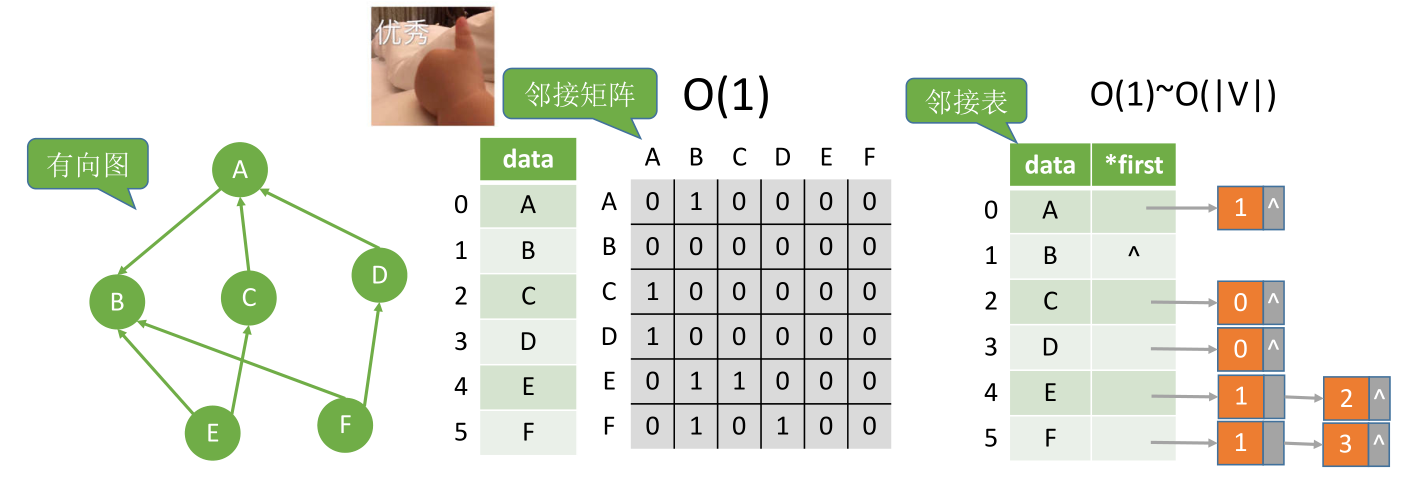 优秀
邻接矩阵
O(1)
邻接表
O(1)~O(|V|)
有向图
A
B
C
D
E
F
data
0 A
1 B
2 C
3 D
4 E
5 F
A B C D E F
A 0 1 0 0 0 0
B 0 0 0 0 0 0
C 1 0 0 0 0 0
D 1 0 0 0 0 0
E 0 1 1 0 0 0
F 0 1 0 1 0 0
data *first
0 A 1 ^
1 B ^
2 C 0 ^
3 D 0 ^
4 E 1 2 ^
5 F 1 3 ^